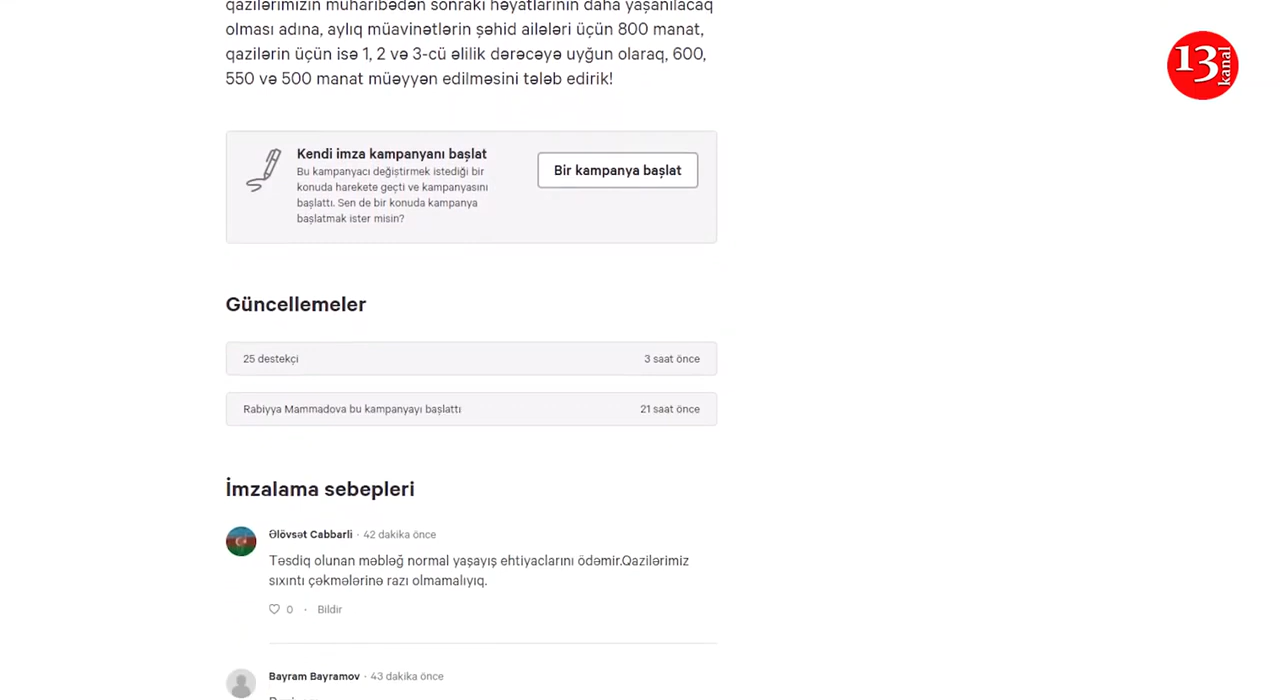 qazilərimizin müharibədən sonrakı həyatlarının daha yaşanılacaq
olması adına, aylıq müavinətlərin şəhid ailələri üçün 800 manat,
qazilərin üçün isə 1, 2 və 3-cü əlilik dərəcəyə uyğun olaraq, 600,
550 və 500 manat müəyyən edilməsini tələb edirik!
13 kanal
Kendi imza kampanyanı başlat
Bu kampanyacı değiştirmek istediği bir
konuda harekete geçti ve kampanyasını
başlattı. Sen de bir konuda kampanya
başlatmak ister misin?
Bir kampanya başlat
Güncellemeler
25 destekçi 3 saat önce
Rabiyya Mammadova bu kampanyayı başlattı 21 saat önce
İmzalama sebepleri
Əlövsət Cabbarli · 42 dakika önce
Təsdiq olunan məbləğ normal yaşayış ehtiyaclarını ödəmir.Qazilərimiz
sıxıntı çəkmələrinə razı olmamalıyıq.
0 · Bildir
Bayram Bayramov · 43 dakika önce